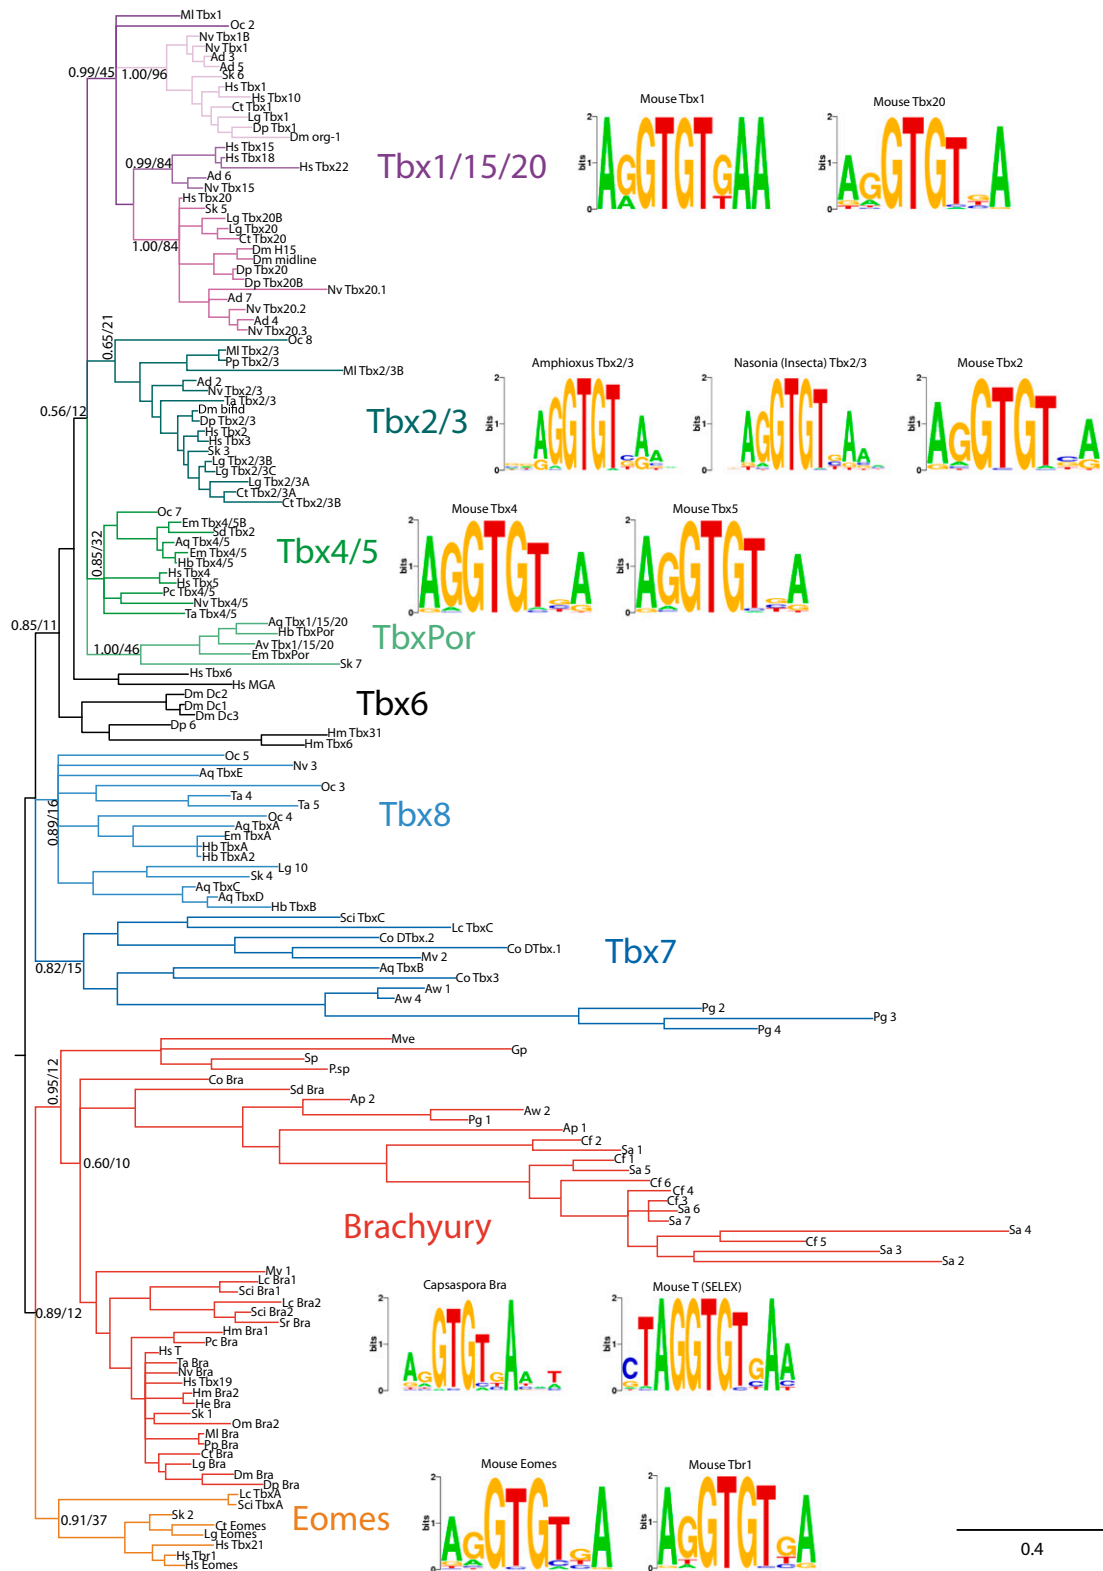 Ml Tbx1
Oc 2
Nv Tbx1B
Nv Tbx1
Ad 3
Ad 5
Sk 6
0.99/45
1.00/96
Hs Tbx1
Hs Tbx10
Ct Tbx1
Lg Tbx1
Dp Tbx1
Dm org-1
Hs Tbx15
Hs Tbx18
Hs Tbx22
0.99/84
Ad 6
Nv Tbx15
Tbx1/15/20
Mouse Tbx1
Mouse Tbx20
Hs Tbx20
Sk 5
Lg Tbx20B
Lg Tbx20
Ct Tbx20
1.00/84
Dm H15
Dm midline
Dp Tbx20
Dp Tbx20B
Nv Tbx20.1
Ad 7
Nv Tbx20.2
Ad 4
Nv Tbx20.3
0.65/21
Oc 8
Ml Tbx2/3
Pp Tbx2/3
Ml Tbx2/3B
Ad 2
Nv Tbx2/3
Ta Tbx2/3
0.56/12
Dm bifid
Dp Tbx2/3
Hs Tbx2
Hs Tbx3
Sk 3
Lg Tbx2/3B
Lg Tbx2/3C
Lg Tbx2/3A
Ct Tbx2/3A
Ct Tbx2/3B
Tbx2/3
Amphioxus Tbx2/3
Nasonia (Insecta) Tbx2/3
Mouse Tbx2
Oc 7
Em Tbx4/5B
Sd Tbx2
Aq Tbx4/5
Em Tbx4/5
Hb Tbx4/5
0.85/32
Hs Tbx4
Hs Tbx5
Pc Tbx4/5
Nv Tbx4/5
Ta Tbx4/5
Tbx4/5
Mouse Tbx4
Mouse Tbx5
0.85/11
Aq Tbx1/15/20
Hb TbxPor
Av Tbx1/15/20
Em TbxPor
1.00/46
Sk 7
TbxPor
Hs Tbx6
Hs MGA
Dm Dc2
Dm Dc1
Dm Dc3
Dp 6
Hm Tbx31
Hm Tbx6
Tbx6
Oc 5
Nv 3
Aq TbxE
Oc 3
Ta 4
Ta 5
0.89/16
Oc 4
Aq TbxA
Em TbxA
Hb TbxA
Hb TbxA2
Lg 10
Sk 4
Aq TbxC
Aq TbxD
Hb TbxB
Tbx8
Sci TbxC
Lc TbxC
Co DTbx.2
Co DTbx.1
Mv 2
0.82/15
Aq TbxB
Co Tbx3
Aw 1
Aw 4
Pg 2
Pg 3
Pg 4
Tbx7
Mve
Gp
0.95/12
Sp
P.sp
Co Bra
Sd Bra
Ap 2
Aw 2
Pg 1
Ap 1
Cf 2
Sa 1
0.60/10
Cf 1
Sa 5
Cf 6
Cf 4
Cf 3
Sa 6
Sa 7
Sa 4
Cf 5
Sa 3
Sa 2
Brachyury
Mv 1
Lc Bra1
Sci Bra1
Lc Bra2
Sci Bra2
Sr Bra
0.89/12
Hm Bra1
Pc Bra
Hs T
Ta Bra
Nv Bra
Hs Tbx19
Hm Bra2
He Bra
Sk 1
Om Bra2
Ml Bra
Pp Bra
Ct Bra
Lg Bra
Dm Bra
Dp Bra
Capsaspora Bra
Mouse T (SELEX)
Lc TbxA
Sci TbxA
0.91/37
Sk 2
Ct Eomes
Lg Eomes
Hs Tbx21
Hs Tbr1
Hs Eomes
Eomes
Mouse Eomes
Mouse Tbr1
0.4